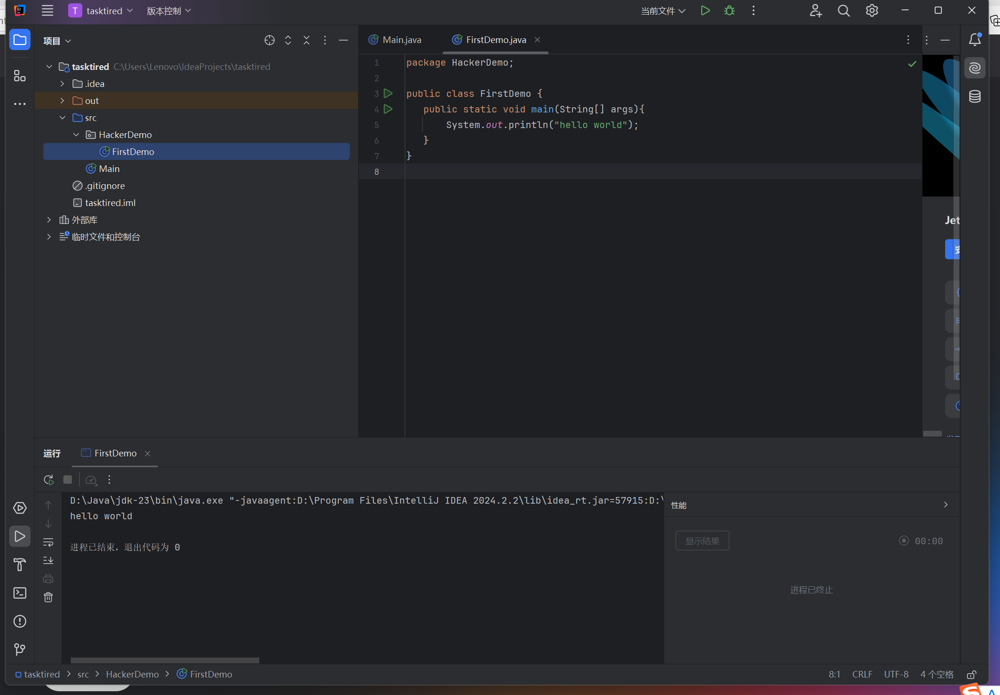 T tasktired 版本控制 当前文件
项目
Main.java FirstDemo.java
tasktired C:\Users\Lenovo\IdeaProjects\tasktired
.idea
out
src
HackerDemo
FirstDemo
Main
.gitignore
tasktired.iml
外部库
临时文件和控制台
1 package HackerDemo;
2
3 public class FirstDemo {
4 public static void main(String[] args){
5 System.out.println("hello world");
6 }
7 }
8
Jet
运行 FirstDemo
D:\Java\jdk-23\bin\java.exe "-javaagent:D:\Program Files\IntelliJ IDEA 2024.2.2\lib\idea_rt.jar=57915:D:\
hello world
进程已结束，退出代码为 0
性能
显示结果 00:00
进程已终止
tasktired src HackerDemo FirstDemo 8:1 CRLF UTF-8 4 个空格